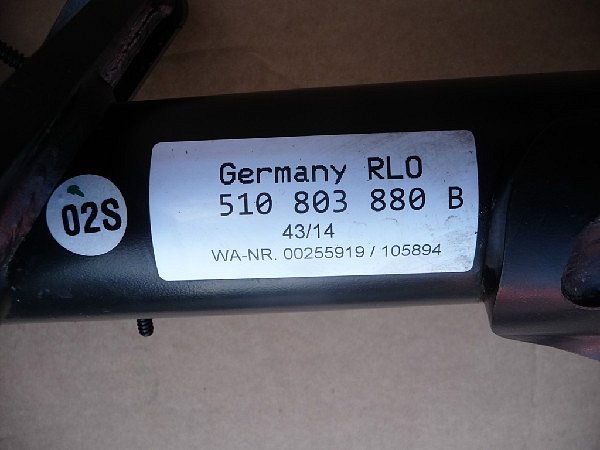 Germany RLO
510 803 880 B
43/14
WA-NR. 00255919 / 105894
02S